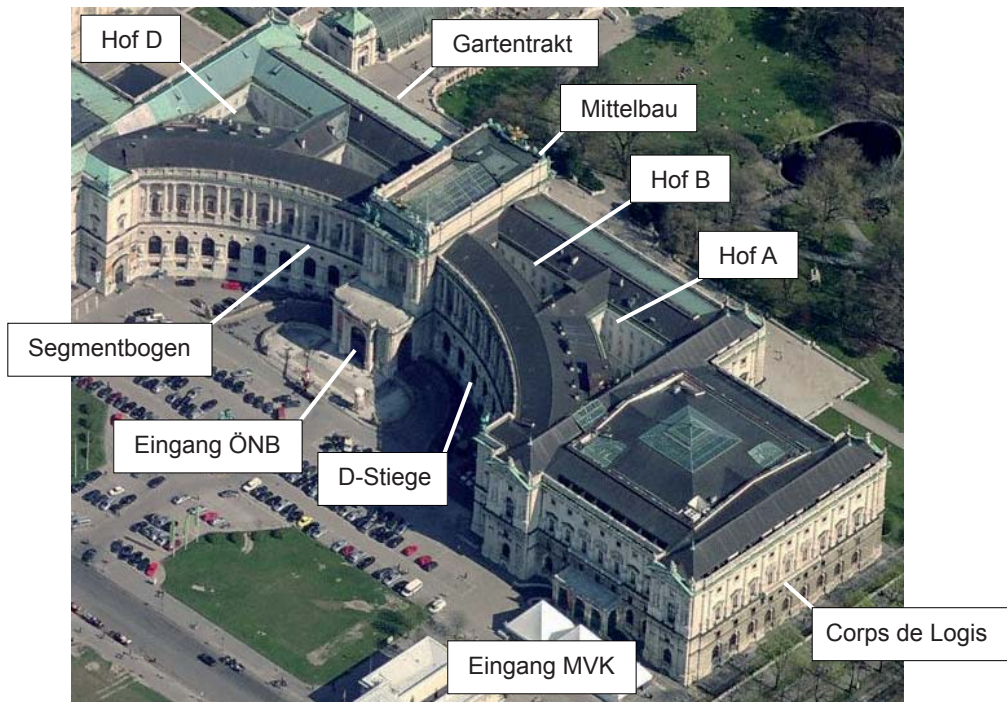 Hof D
Gartentrakt
Mittelbau
Hof B
Hof A
Segmentbogen
Eingang ÖNB
D-Stiege
Corps de Logis
Eingang MVK